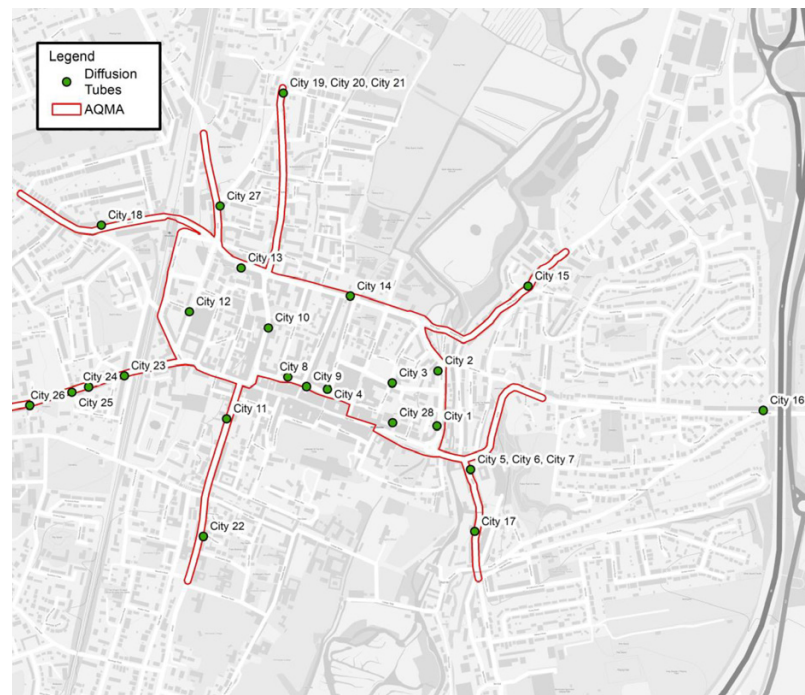 Legend
Diffusion
Tubes
AQMA
City 19, City 20, City 21
City 27
City 18
City 13
City 15
City 14
City 12
City 10
City 2
City 23
City 8
City 3
City 24
City 9
City 26
City 25
City 4
City 16
City 11
City 28
City 1
City 5, City 6, City 7
City 22
City 17